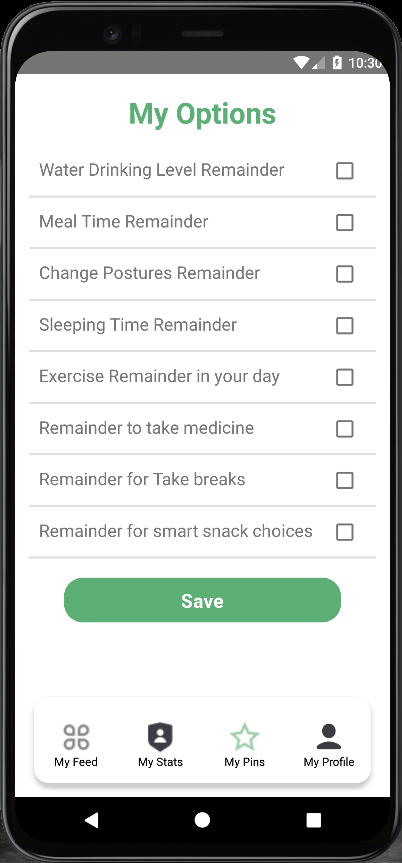 10:30
My Options
Water Drinking Level Remainder
Meal Time Remainder
Change Postures Remainder
Sleeping Time Remainder
Exercise Remainder in your day
Remainder to take medicine
Remainder for Take breaks
Remainder for smart snack choices
Save
My Feed
My Stats
My Pins
My Profile